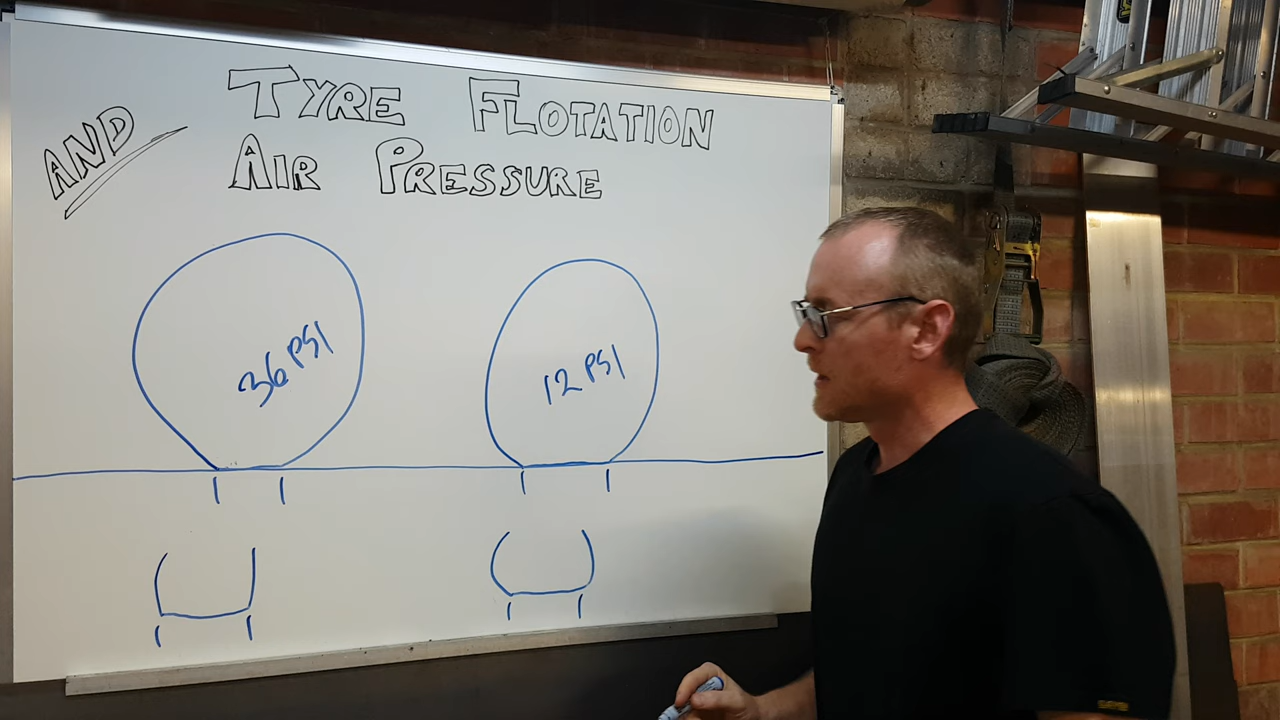 TYRE FLOTATION
AND AIR PRESSURE
36 PSI
12 PSI